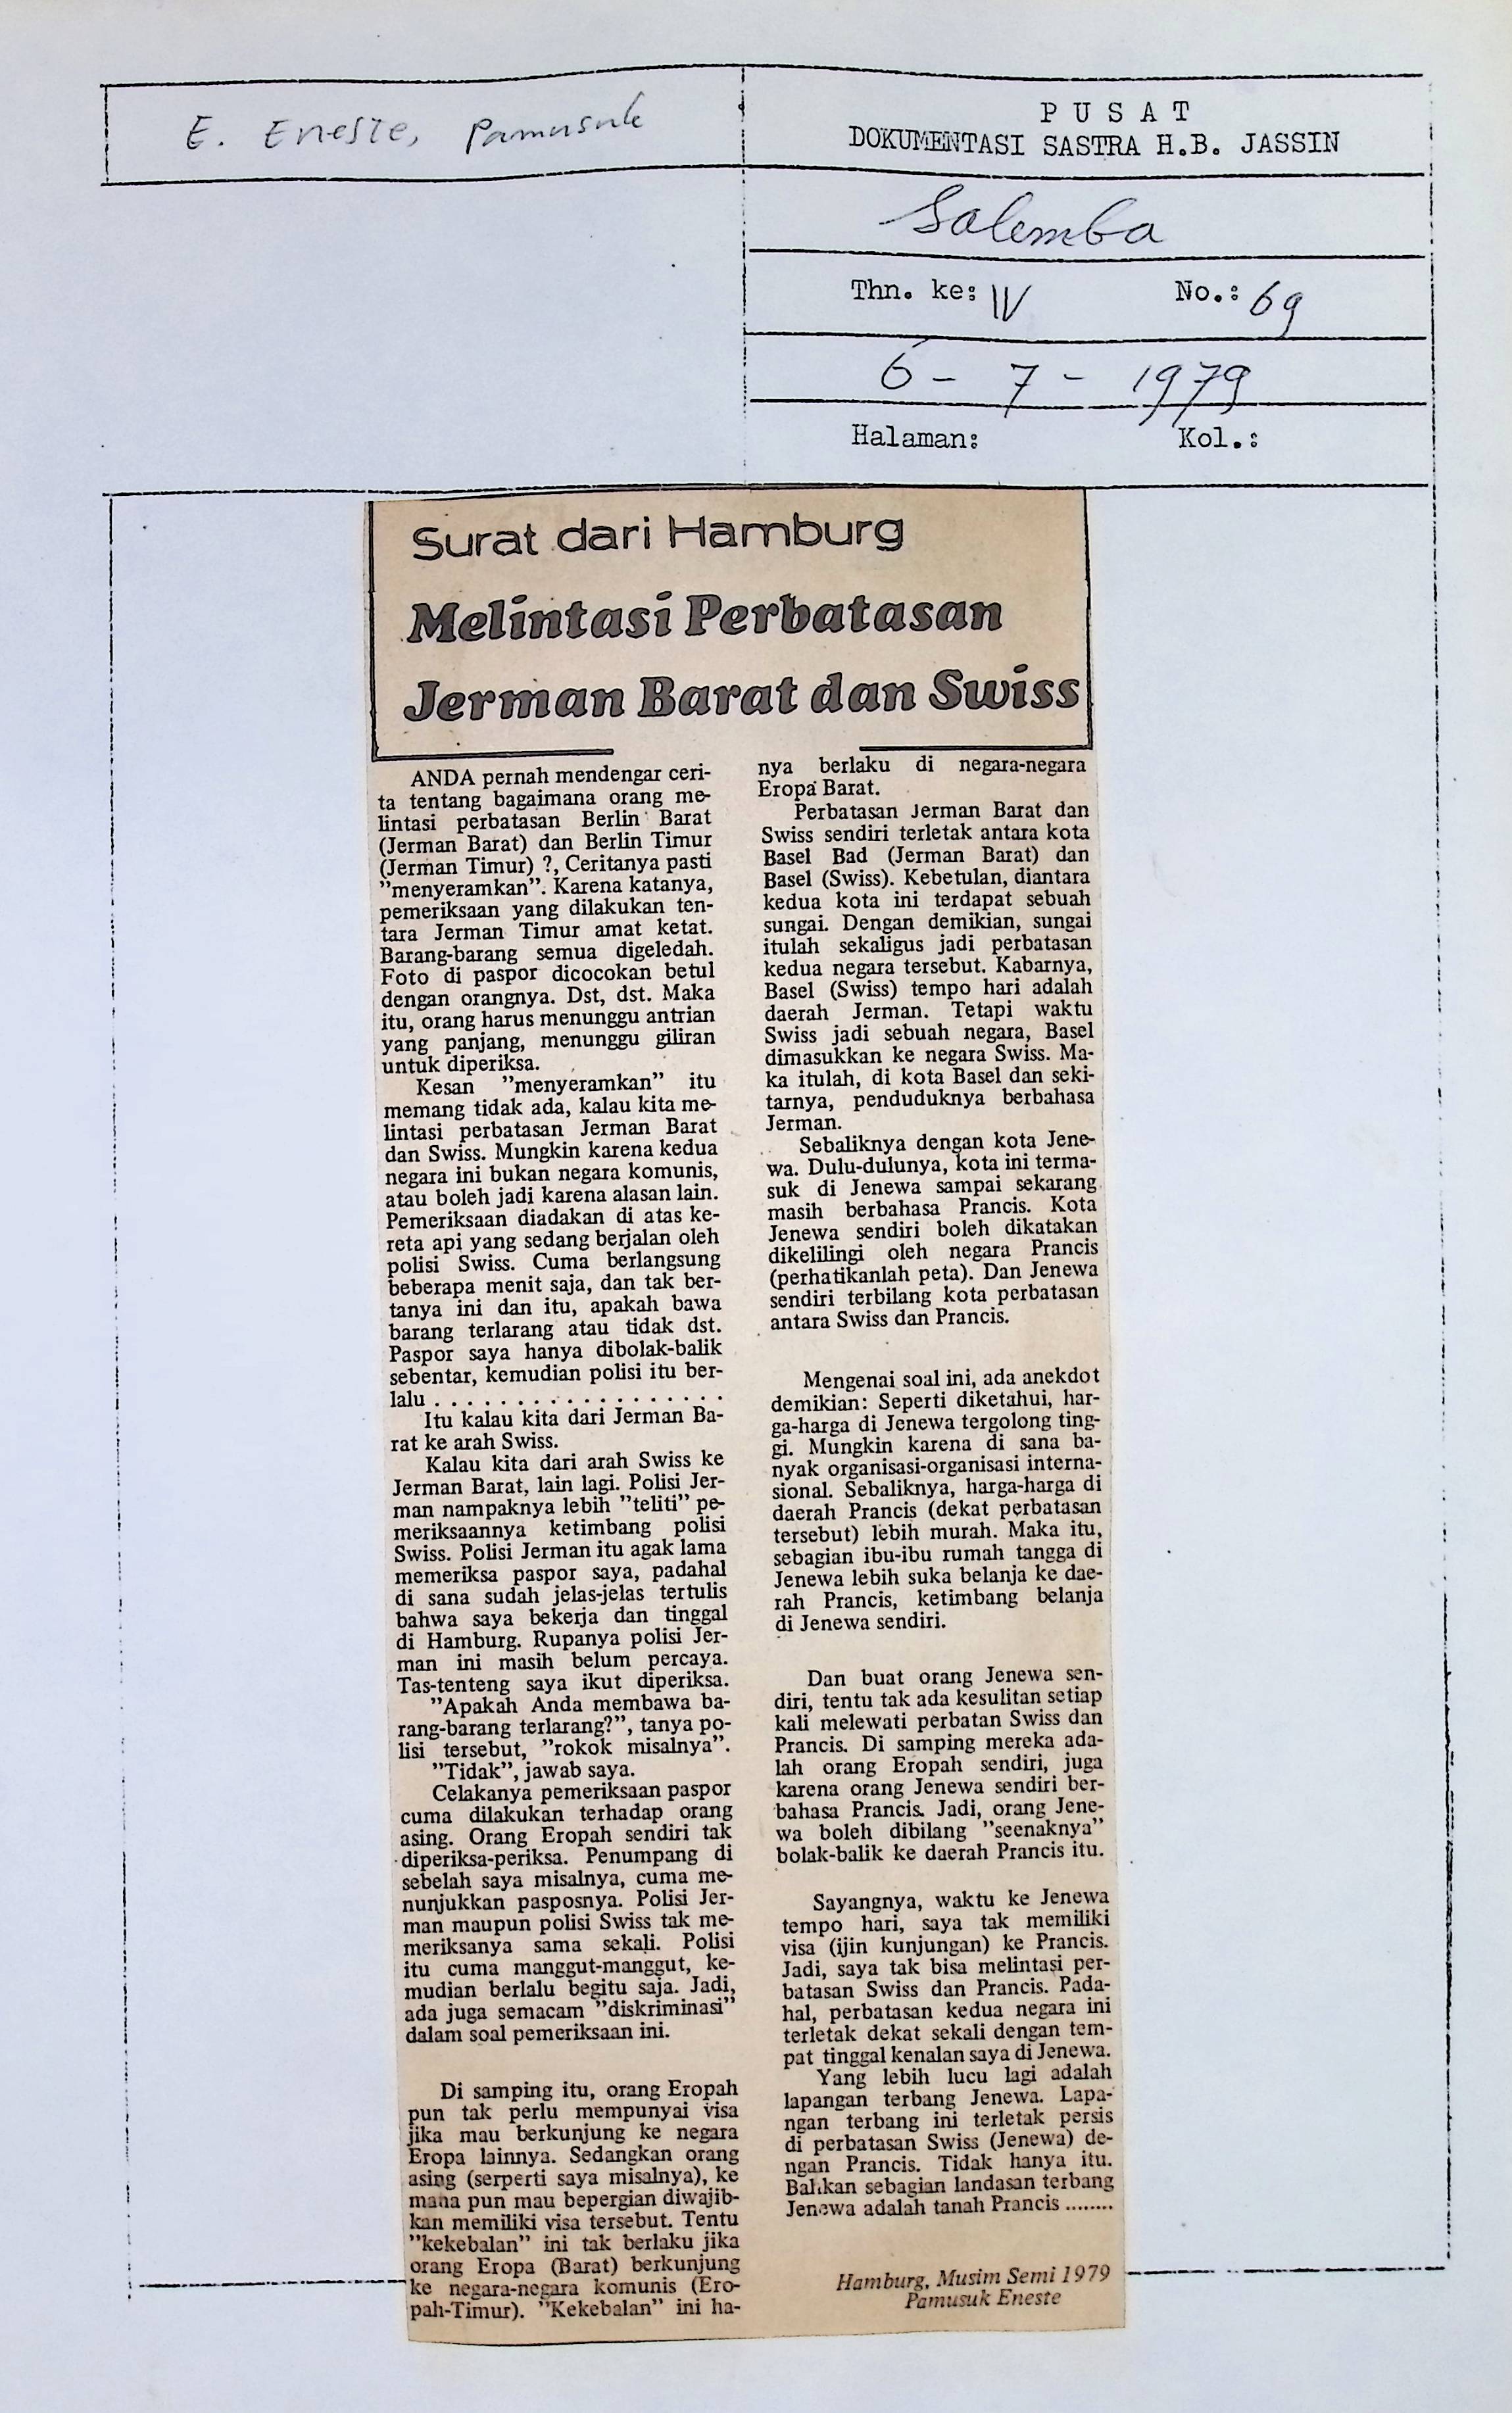 E. Eneste, Pamusuk
P U S A T
DOKUMENTASI SASTRA H.B. JASSIN
Salemba
Thn. ke: IV No.: 69
6 - 7 - 1979
Halaman: Kol.:
Surat dari Hamburg
Melintasi Perbatasan
Jerman Barat dan Swiss
ANDA pernah mendengar ceri-
ta tentang bagaimana orang me-
lintasi perbatasan Berlin Barat
(Jerman Barat) dan Berlin Timur
(Jerman Timur) ?, Ceritanya pasti
"menyeramkan". Karena katanya,
pemeriksaan yang dilakukan ten-
tara Jerman Timur amat ketat.
Barang-barang semua digeledah.
Foto di paspor dicocokan betul
dengan orangnya. Dst, dst. Maka
itu, orang harus menunggu antrian
yang panjang, menunggu giliran
untuk diperiksa.
Kesan "menyeramkan" itu
memang tidak ada, kalau kita me-
lintasi perbatasan Jerman Barat
dan Swiss. Mungkin karena kedua
negara ini bukan negara komunis,
atau boleh jadi karena alasan lain.
Pemeriksaan diadakan di atas ke-
reta api yang sedang berjalan oleh
polisi Swiss. Cuma berlangsung
beberapa menit saja, dan tak ber-
tanya ini dan itu, apakah bawa
barang terlarang atau tidak dst.
Paspor saya hanya dibolak-balik
sebentar, kemudian polisi itu ber-
lalu . . . . . . . . . . . . . . . . . .
Itu kalau kita dari Jerman Ba-
rat ke arah Swiss.
Kalau kita dari arah Swiss ke
Jerman Barat, lain lagi. Polisi Jer-
man nampaknya lebih "teliti" pe-
meriksaannya ketimbang polisi
Swiss. Polisi Jerman itu agak lama
memeriksa paspor saya, padahal
di sana sudah jelas-jelas tertulis
bahwa saya bekerja dan tinggal
di Hamburg. Rupanya polisi Jer-
man ini masih belum percaya.
Tas-tenteng saya ikut diperiksa.
"Apakah Anda membawa ba-
rang-barang terlarang?", tanya po-
lisi tersebut, "rokok misalnya".
"Tidak", jawab saya.
Celakanya pemeriksaan paspor
cuma dilakukan terhadap orang
asing. Orang Eropah sendiri tak
diperiksa-periksa. Penumpang di
sebelah saya misalnya, cuma me-
nunjukkan pasposnya. Polisi Jer-
man maupun polisi Swiss tak me-
meriksanya sama sekali. Polisi
itu cuma manggut-manggut, ke-
mudian berlalu begitu saja. Jadi,
ada juga semacam "diskriminasi"
dalam soal pemeriksaan ini.
Di samping itu, orang Eropah
pun tak perlu mempunyai visa
jika mau berkunjung ke negara
Eropa lainnya. Sedangkan orang
asing (serperti saya misalnya), ke
mana pun mau bepergian diwajib-
kan memiliki visa tersebut. Tentu
"kekebalan" ini tak berlaku jika
orang Eropa (Barat) berkunjung
ke negara-negara komunis (Ero-
pah-Timur). "Kekebalan" ini ha-
nya berlaku di negara-negara
Eropa Barat.
Perbatasan Jerman Barat dan
Swiss sendiri terletak antara kota
Basel Bad (Jerman Barat) dan
Basel (Swiss). Kebetulan, diantara
kedua kota ini terdapat sebuah
sungai. Dengan demikian, sungai
itulah sekaligus jadi perbatasan
kedua negara tersebut. Kabarnya,
Basel (Swiss) tempo hari adalah
daerah Jerman. Tetapi waktu
Swiss jadi sebuah negara, Basel
dimasukkan ke negara Swiss. Ma-
ka itulah, di kota Basel dan seki-
tarnya, penduduknya berbahasa
Jerman.
Sebaliknya dengan kota Jene-
wa. Dulu-dulunya, kota ini terma-
suk di Jenewa sampai sekarang
masih berbahasa Prancis. Kota
Jenewa sendiri boleh dikatakan
dikelilingi oleh negara Prancis
(perhatikanlah peta). Dan Jenewa
sendiri terbilang kota perbatasan
antara Swiss dan Prancis.
Mengenai soal ini, ada anekdot
demikian: Seperti diketahui, har-
ga-harga di Jenewa tergolong ting-
gi. Mungkin karena di sana ba-
nyak organisasi-organisasi interna-
sional. Sebaliknya, harga-harga di
daerah Prancis (dekat perbatasan
tersebut) lebih murah. Maka itu,
sebagian ibu-ibu rumah tangga di
Jenewa lebih suka belanja ke dae-
rah Prancis, ketimbang belanja
di Jenewa sendiri.
Dan buat orang Jenewa sen-
diri, tentu tak ada kesulitan setiap
kali melewati perbatan Swiss dan
Prancis. Di samping mereka ada-
lah orang Eropah sendiri, juga
karena orang Jenewa sendiri ber-
bahasa Prancis. Jadi, orang Jene-
wa boleh dibilang "seenaknya"
bolak-balik ke daerah Prancis itu.
Sayangnya, waktu ke Jenewa
tempo hari, saya tak memiliki
visa (ijin kunjungan) ke Prancis.
Jadi, saya tak bisa melintasi per-
batasan Swiss dan Prancis. Pada-
hal, perbatasan kedua negara ini
terletak dekat sekali dengan tem-
pat tinggal kenalan saya di Jenewa.
Yang lebih lucu lagi adalah
lapangan terbang Jenewa. Lapa-
ngan terbang ini terletak persis
di perbatasan Swiss (Jenewa) de-
ngan Prancis. Tidak hanya itu.
Bahkan sebagian landasan terbang
Jenewa adalah tanah Prancis ........
Hamburg, Musim Semi 1979
Pamusuk Eneste